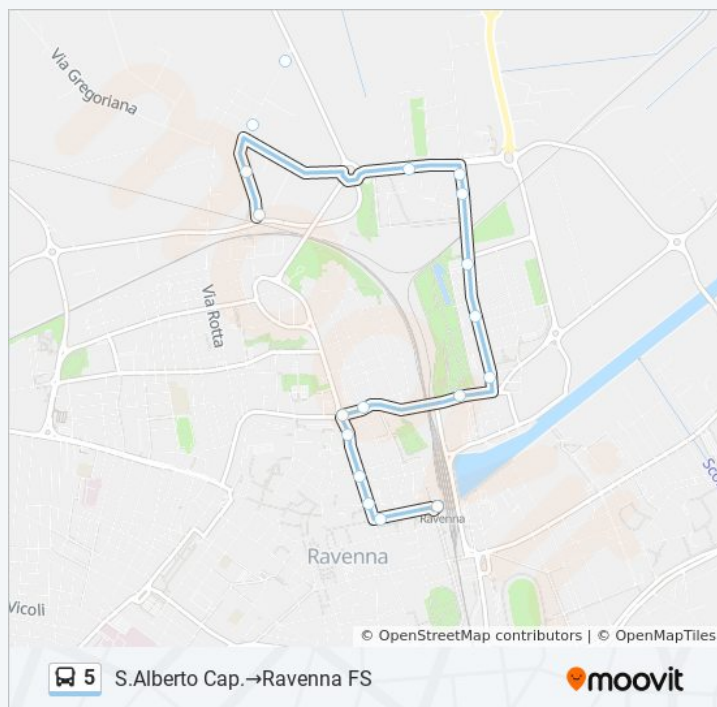 Via Gregoriana
Via Rotta
Ravenna
Ravenna
Vicoli
© OpenStreetMap contributors | © OpenMapTiles
5 S.Alberto Cap.→Ravenna FS
moovit